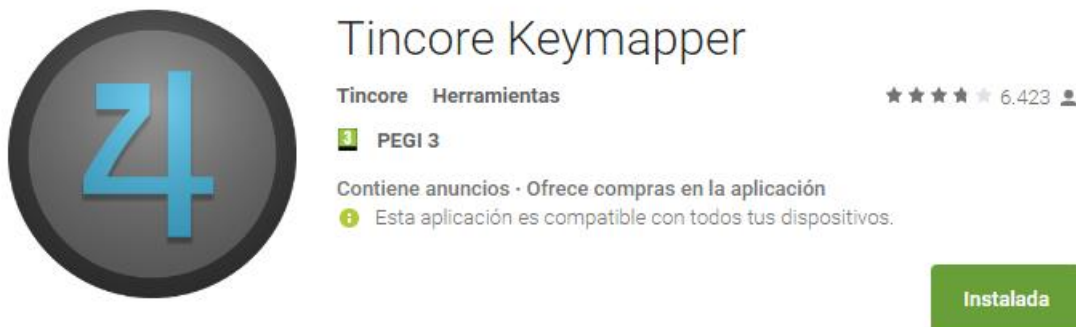 Tincore Keymapper
Tincore Herramientas 6.423
3 PEGI 3
Contiene anuncios · Ofrece compras en la aplicación
Esta aplicación es compatible con todos tus dispositivos.
Instalada